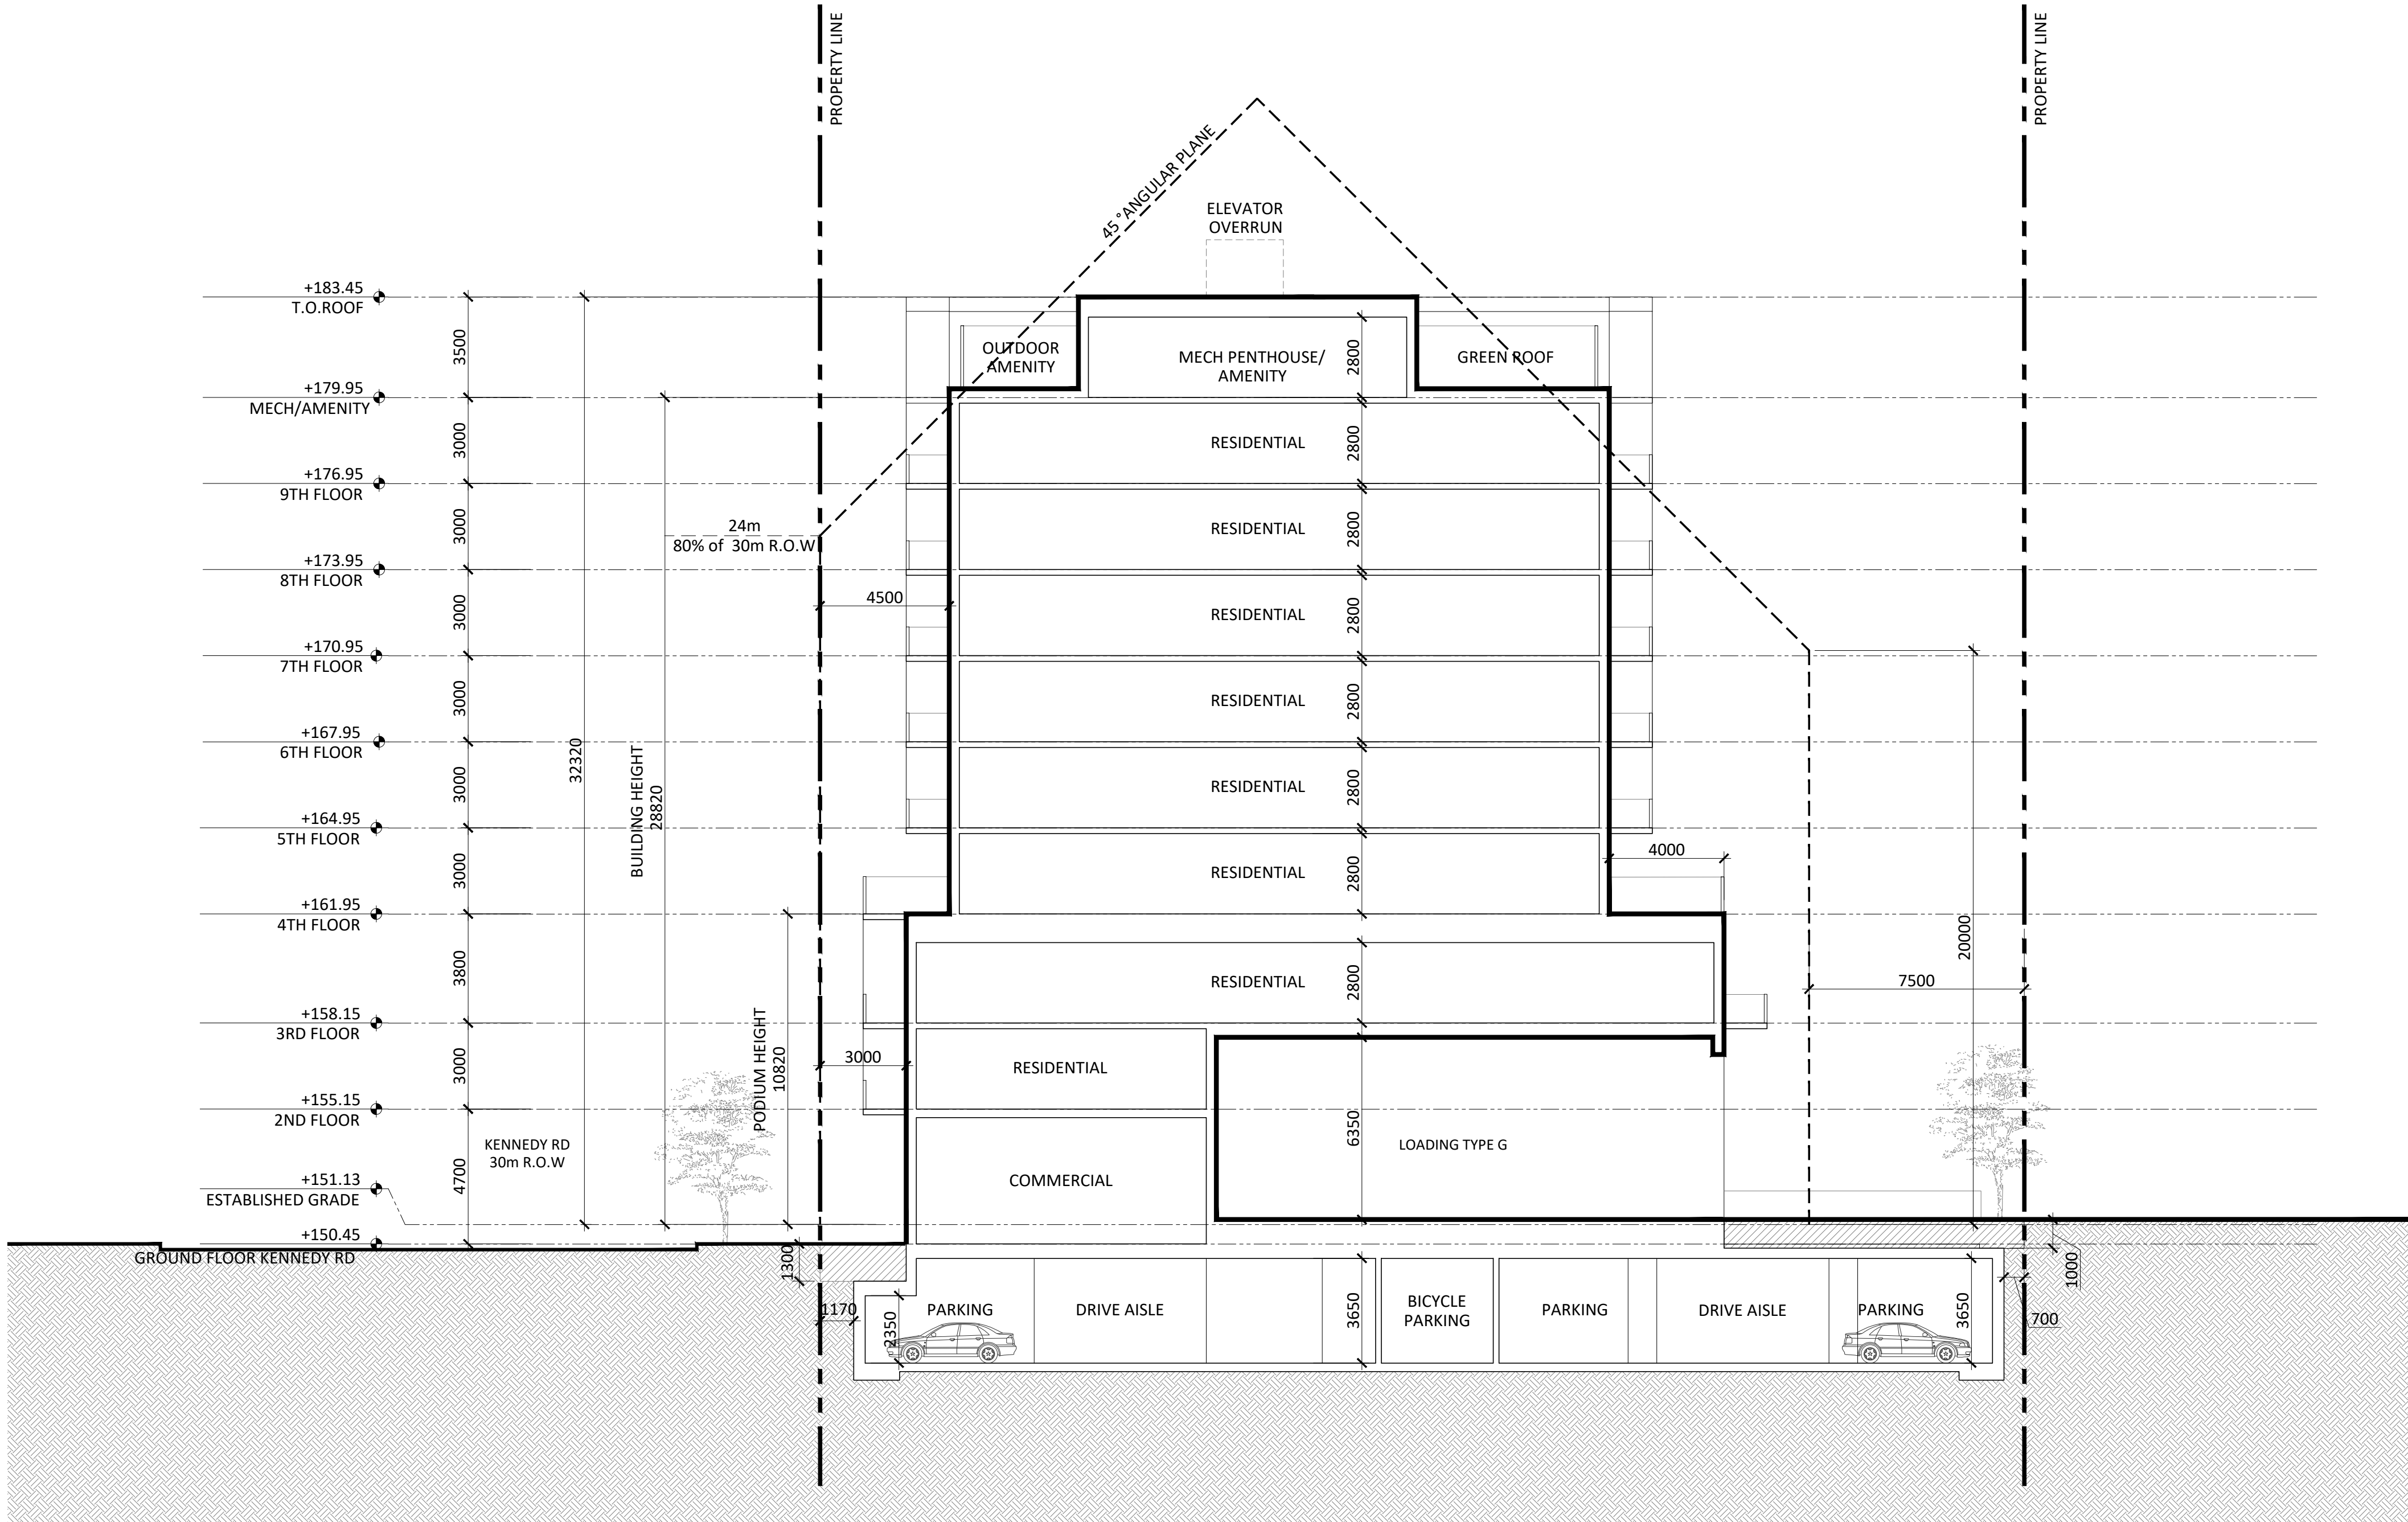 PROPERTY LINE
PROPERTY LINE
45 °ANGULAR PLANE
ELEVATOR
OVERRUN
+183.45
T.O.ROOF
3500
OUTDOOR
AMENITY
MECH PENTHOUSE/
AMENITY
2800
GREEN ROOF
+179.95
MECH/AMENITY
3000
RESIDENTIAL
2800
+176.95
9TH FLOOR
3000
24m
80% of 30m R.O.W
RESIDENTIAL
2800
+173.95
8TH FLOOR
3000
4500
RESIDENTIAL
2800
+170.95
7TH FLOOR
3000
RESIDENTIAL
2800
+167.95
6TH FLOOR
32320
BUILDING HEIGHT
28820
3000
RESIDENTIAL
2800
+164.95
5TH FLOOR
3000
RESIDENTIAL
2800
4000
+161.95
4TH FLOOR
3800
RESIDENTIAL
2800
20000
7500
+158.15
3RD FLOOR
3000
PODIUM HEIGHT
10820
3000
RESIDENTIAL
+155.15
2ND FLOOR
4700
KENNEDY RD
30m R.O.W
COMMERCIAL
6350
LOADING TYPE G
+151.13
ESTABLISHED GRADE
+150.45
GROUND FLOOR KENNEDY RD
1300
1000
1170
2350
PARKING
DRIVE AISLE
3650
BICYCLE
PARKING
PARKING
DRIVE AISLE
PARKING
3650
700